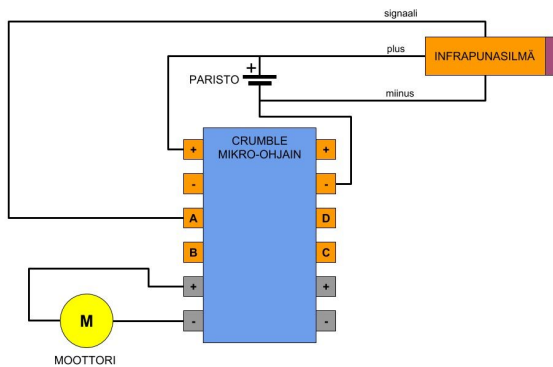 signaali
plus
INFRAPUNASILMÄ
+
PARISTO
miinus
CRUMBLE
MIKRO-OHJAIN
+ +
- -
A D
B C
+ +
- -
M
MOOTTORI